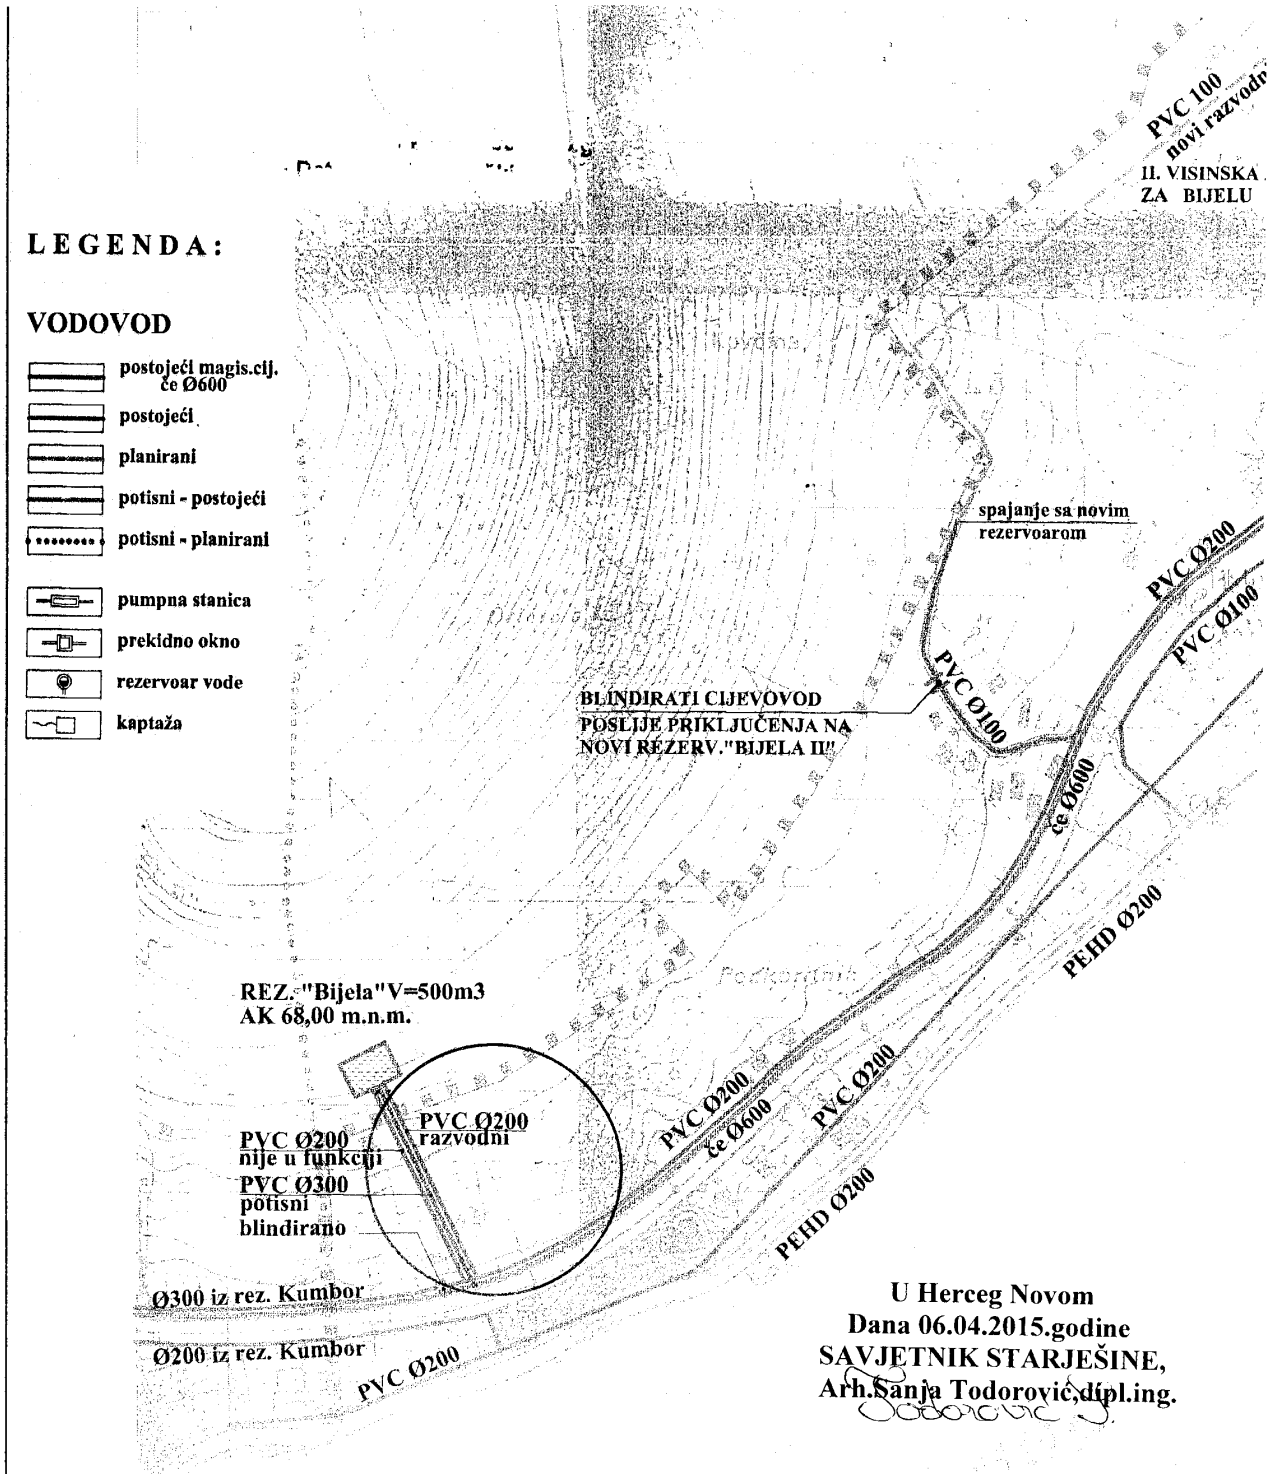 PVC 100
novi razvodni
II. VISINSKA
ZA BIJELU
LEGENDA:
VODOVOD
postojeći magis.cij.
če Ø600
postojeći
planirani
potisni - postojeći
potisni - planirani
pumpna stanica
prekidno okno
rezervoar vode
kaptaža
spajanje sa novim
rezervoarom
PVC Ø200
PVC Ø100
PVC Ø100
BLINDIRATI CIJEVOVOD
POSLIJE PRIKLJUČENJA NA
NOVI REZERV."BIJELA II"
če Ø600
PEHD Ø200
Podkordnik
REZ. "Bijela"V=500m3
AK 68,00 m.n.m.
PVC Ø200
razvodni
PVC Ø200
nije u funkciji
PVC Ø300
potisni
blindirano
PVC Ø200
če Ø600
PVC Ø200
PEHD Ø200
Ø300 iz rez. Kumbor
Ø200 iz rez. Kumbor
PVC Ø200
U Herceg Novom
Dana 06.04.2015.godine
SAVJETNIK STARJEŠINE,
Arh.Sanja Todorović,dipl.ing.